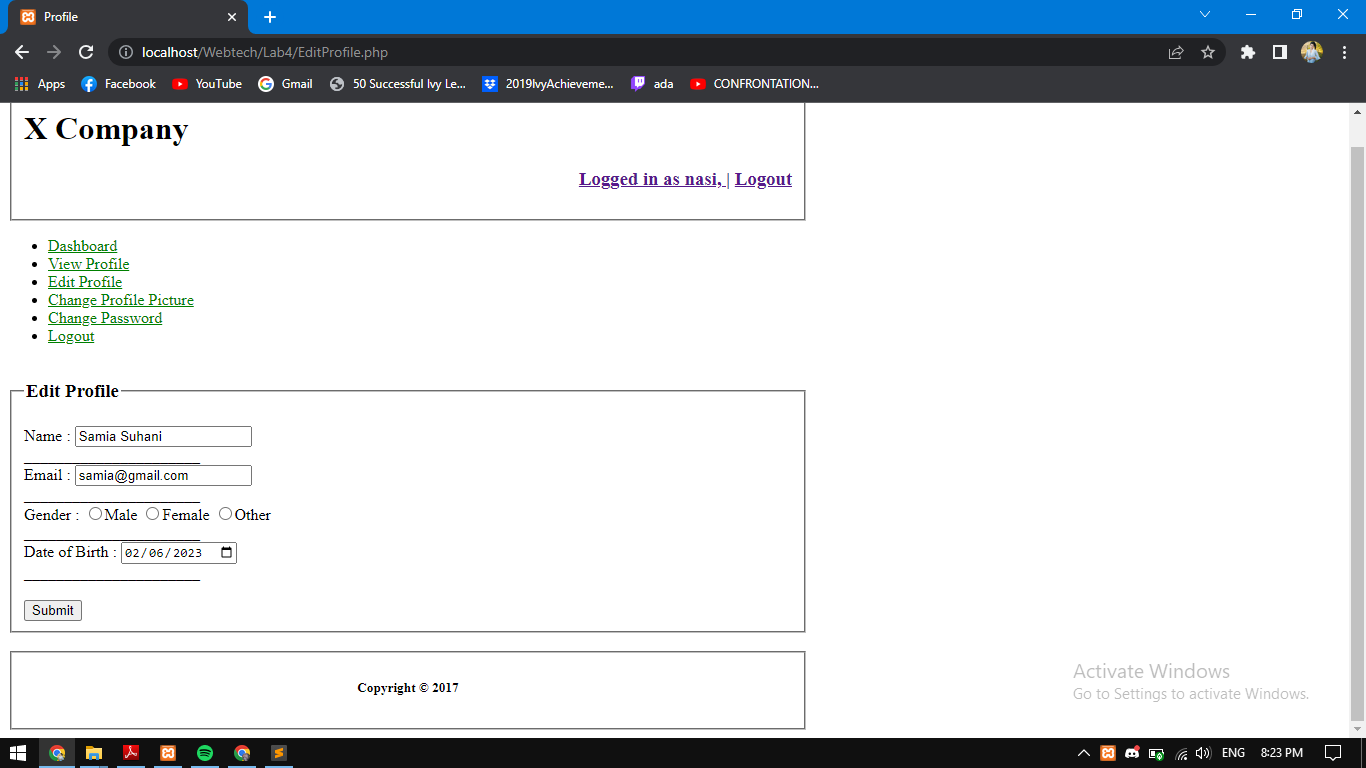 Profile
localhost/Webtech/Lab4/EditProfile.php
Apps Facebook YouTube Gmail 50 Successful Ivy Le... 2019IvyAchieveme... ada CONFRONTATION...
X Company
Logged in as nasi, | Logout
Dashboard
View Profile
Edit Profile
Change Profile Picture
Change Password
Logout
Edit Profile
Name : Samia Suhani
Email : samia@gmail.com
Gender : Male Female Other
Date of Birth : 02/06/2023
Submit
Copyright © 2017
Activate Windows
Go to Settings to activate Windows.
ENG 8:23 PM